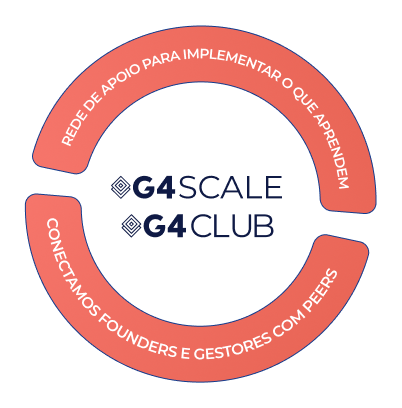 REDE DE APOIO PARA IMPLEMENTAR O QUE APRENDEM
G4 SCALE
G4 CLUB
CONECTAMOS FOUNDERS E GESTORES COM PEERS